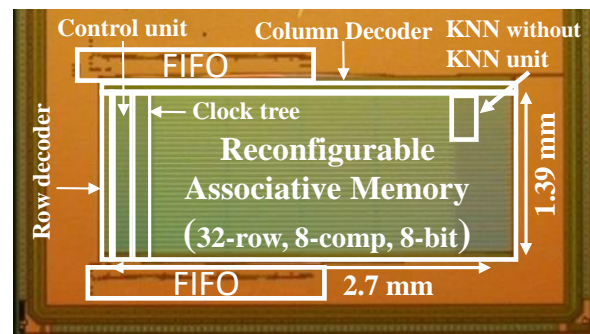 Control unit
Column Decoder
KNN without
KNN unit
FIFO
Clock tree
Row decoder
Reconfigurable
Associative Memory
(32-row, 8-comp, 8-bit)
1.39 mm
2.7 mm
FIFO